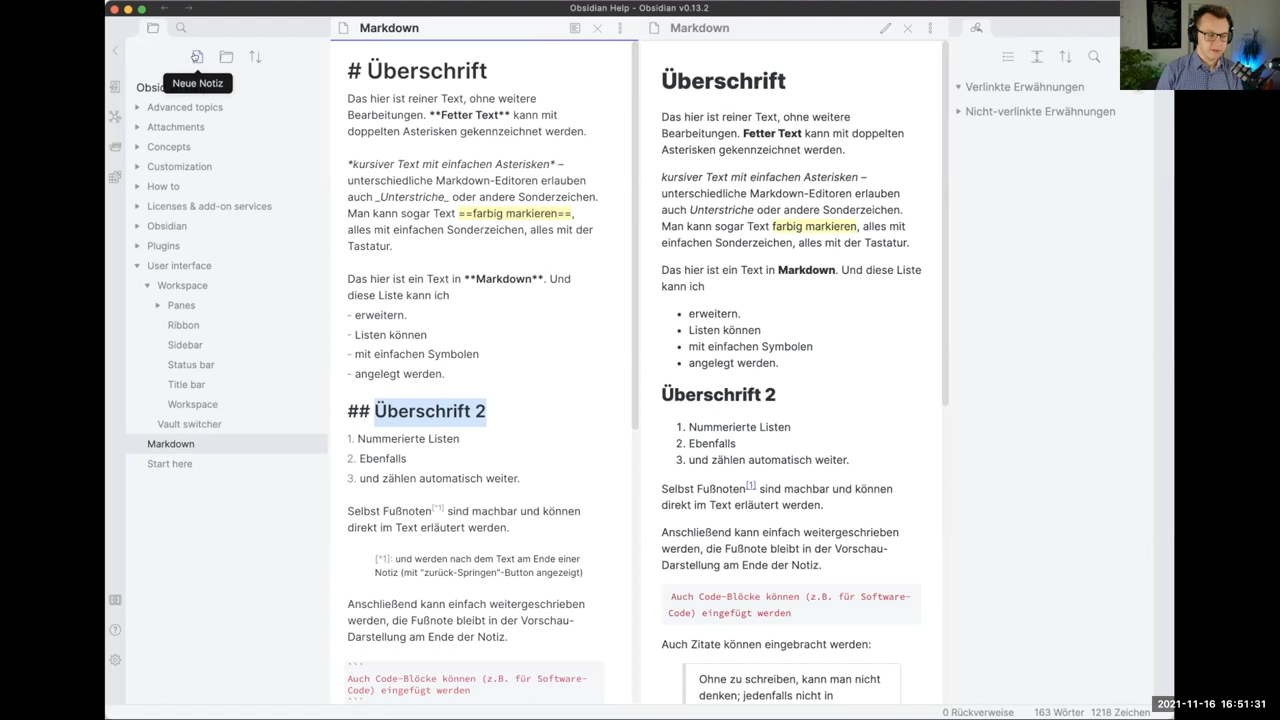 Obsidian Help - Obsidian v0.13.2
Markdown
Markdown
Neue Notiz
Advanced topics
Attachments
Concepts
Customization
How to
Licenses & add-on services
Obsidian
Plugins
User interface
Workspace
Panes
Ribbon
Sidebar
Status bar
Title bar
Workspace
Vault switcher
Markdown
Start here
# Überschrift
Das hier ist reiner Text, ohne weitere
Bearbeitungen. **Fetter Text** kann mit
doppelten Asterisken gekennzeichnet werden.
*kursiver Text mit einfachen Asterisken* –
unterschiedliche Markdown-Editoren erlauben
auch _Unterstriche_ oder andere Sonderzeichen.
Man kann sogar Text ==farbig markieren==,
alles mit einfachen Sonderzeichen, alles mit der
Tastatur.
Das hier ist ein Text in **Markdown**. Und
diese Liste kann ich
- erweitern.
- Listen können
- mit einfachen Symbolen
- angelegt werden.
## Überschrift 2
1. Nummerierte Listen
2. Ebenfalls
3. und zählen automatisch weiter.
Selbst Fußnoten[^1] sind machbar und können
direkt im Text erläutert werden.
[^1]: und werden nach dem Text am Ende einer
Notiz (mit "zurück-Springen"-Button angezeigt)
Anschließend kann einfach weitergeschrieben
werden, die Fußnote bleibt in der Vorschau-
Darstellung am Ende der Notiz.
```
Auch Code-Blöcke können (z.B. für Software-
Code) eingefügt werden
```
Überschrift
Das hier ist reiner Text, ohne weitere
Bearbeitungen. Fetter Text kann mit doppelten
Asterisken gekennzeichnet werden.
kursiver Text mit einfachen Asterisken –
unterschiedliche Markdown-Editoren erlauben
auch Unterstriche oder andere Sonderzeichen.
Man kann sogar Text farbig markieren, alles mit
einfachen Sonderzeichen, alles mit der Tastatur.
Das hier ist ein Text in Markdown. Und diese Liste
kann ich
• erweitern.
• Listen können
• mit einfachen Symbolen
• angelegt werden.
Überschrift 2
1. Nummerierte Listen
2. Ebenfalls
3. und zählen automatisch weiter.
Selbst Fußnoten[1] sind machbar und können
direkt im Text erläutert werden.
Anschließend kann einfach weitergeschrieben
werden, die Fußnote bleibt in der Vorschau-
Darstellung am Ende der Notiz.
Auch Code-Blöcke können (z.B. für Software-
Code) eingefügt werden
Auch Zitate können eingebracht werden:
Ohne zu schreiben, kann man nicht
denken; jedenfalls nicht in
Verlinkte Erwähnungen
Nicht-verlinkte Erwähnungen
0 Rückverweise 163 Wörter 1218 Zeichen
2021-11-16 16:51:31